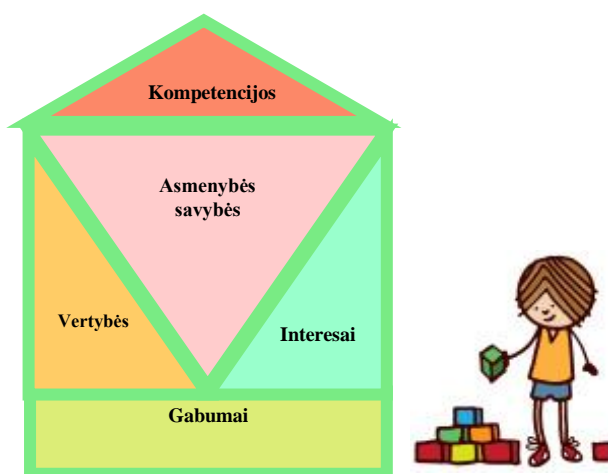 Kompetencijos
Asmenybės
savybės
Vertybės
Interesai
Gabumai